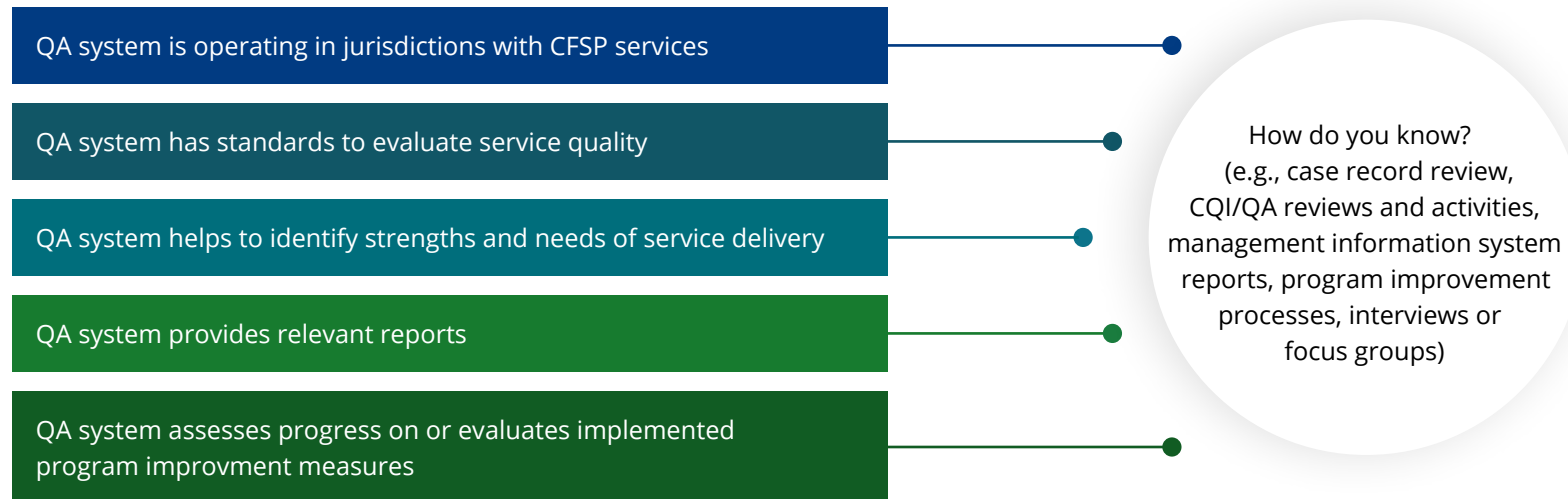 QA system is operating in jurisdictions with CFSP services
QA system has standards to evaluate service quality
QA system helps to identify strengths and needs of service delivery
QA system provides relevant reports
QA system assesses progress on or evaluates implemented
program improvment measures
How do you know?
(e.g., case record review,
CQI/QA reviews and activities,
management information system
reports, program improvement
processes, interviews or
focus groups)